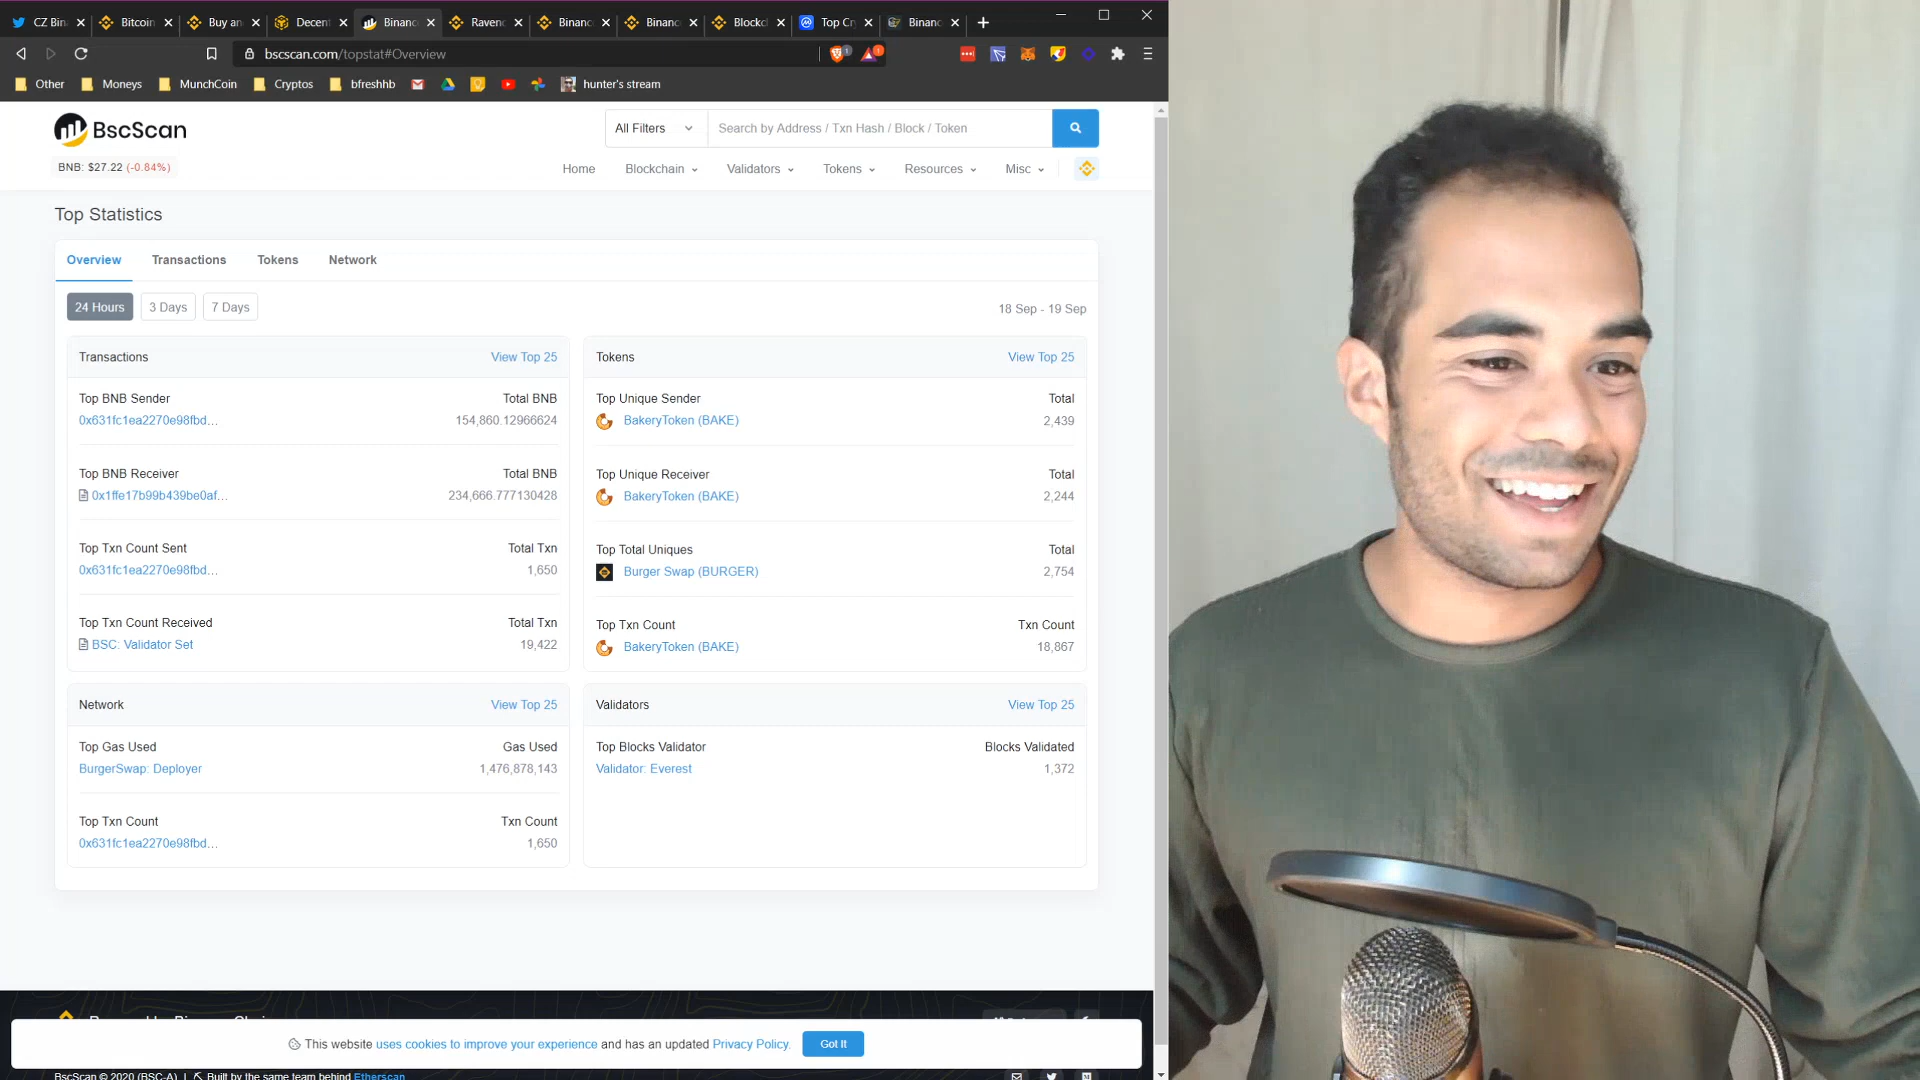 CZ Bin
Bitcoin
Buy an
Decent
Binanc
Raven
Binanc
Binanc
Blockc
Top Cr
Binanc
bscscan.com/topstat#Overview
Other
Moneys
MunchCoin
Cryptos
bfreshhb
hunter's stream
BscScan
All Filters
Search by Address / Txn Hash / Block / Token
BNB: $27.22 (-0.84%)
Home
Blockchain
Validators
Tokens
Resources
Misc
Top Statistics
Overview
Transactions
Tokens
Network
24 Hours
3 Days
7 Days
18 Sep - 19 Sep
Transactions
View Top 25
Top BNB Sender
Total BNB
0x631fc1ea2270e98fbd...
154,860.12966624
Top BNB Receiver
Total BNB
0x1ffe17b99b439be0af...
234,666.777130428
Top Txn Count Sent
Total Txn
0x631fc1ea2270e98fbd...
1,650
Top Txn Count Received
Total Txn
BSC: Validator Set
19,422
Tokens
View Top 25
Top Unique Sender
Total
BakeryToken (BAKE)
2,439
Top Unique Receiver
Total
BakeryToken (BAKE)
2,244
Top Total Uniques
Total
Burger Swap (BURGER)
2,754
Top Txn Count
Txn Count
BakeryToken (BAKE)
18,867
Network
View Top 25
Top Gas Used
Gas Used
BurgerSwap: Deployer
1,476,878,143
Top Txn Count
Txn Count
0x631fc1ea2270e98fbd...
1,650
Validators
View Top 25
Top Blocks Validator
Blocks Validated
Validator: Everest
1,372
This website uses cookies to improve your experience and has an updated Privacy Policy.
Got It
BscScan © 2020 (BSC-A) | Built by the same team behind Etherscan